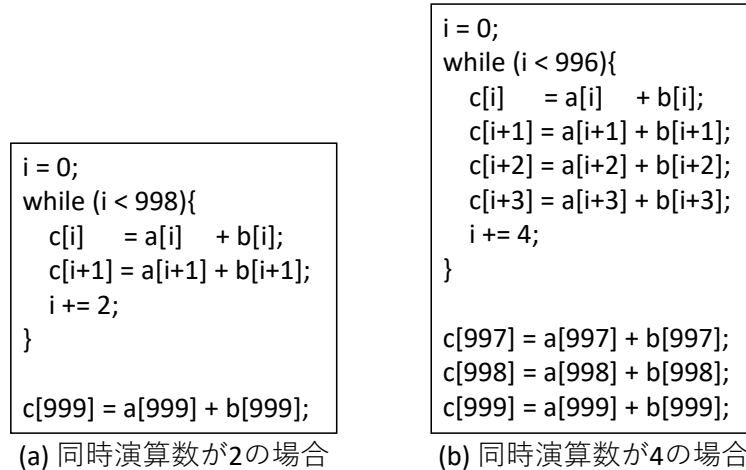 i = 0;
while (i < 998){
c[i] = a[i] + b[i];
c[i+1] = a[i+1] + b[i+1];
i += 2;
}
c[999] = a[999] + b[999];
(a) 同時演算数が2の場合
i = 0;
while (i < 996){
c[i] = a[i] + b[i];
c[i+1] = a[i+1] + b[i+1];
c[i+2] = a[i+2] + b[i+2];
c[i+3] = a[i+3] + b[i+3];
i += 4;
}
c[997] = a[997] + b[997];
c[998] = a[998] + b[998];
c[999] = a[999] + b[999];
(b) 同時演算数が4の場合